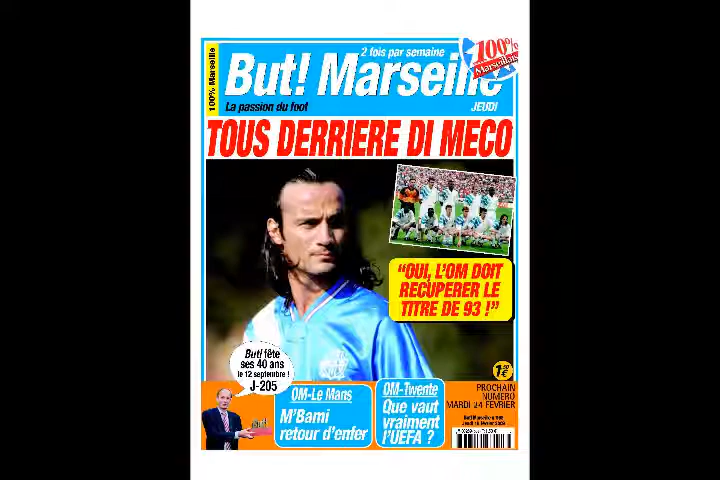 100% Marseille
2 fois par semaine
100%
Marseillais
But! Marseille
La passion du foot
JEUDI
TOUS DERRIERE DI MECO
“OUI, L’OM DOIT
RECUPERER LE
TITRE DE 93 !”
But! fête
ses 40 ans
le 12 septembre !
J-205
OM-Le Mans
M’Bami
retour d’enfer
OM-Twente
Que vaut
vraiment
l’UEFA ?
PROCHAIN
NUMERO
MARDI 24 FÉVRIER